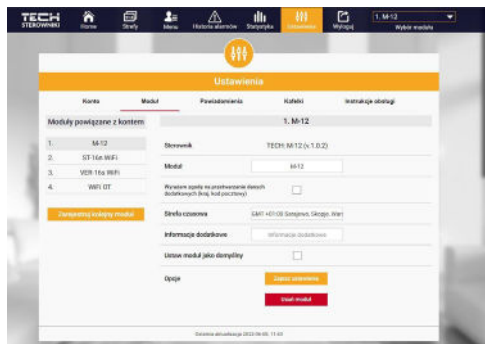 TECH
STEROWNIKI
Home
Strefy
Menu
Historia alarmów
Statystyka
Ustawienia
Wyloguj
1. M-12
Wybór modułu
Ustawienia
Konto
Moduł
Powiadomienia
Kafelki
Instrukcje obsługi
Moduły powiązane z kontem
1. M-12
2. ST-16s WiFi
3. VER-16s WiFi
4. WiFi OT
Zarejestruj kolejny moduł
1. M-12
Sterownik
TECH: M-12 (v.1.0.2)
Moduł
M-12
Wyrażam zgodę na przetwarzanie danych
dodatkowych (kraj, kod pocztowy)
Strefa czasowa
GMT +01:00 Sarajewo, Skopje, War
Informacje dodatkowe
Informacje dodatkowe
Ustaw moduł jako domyślny
Opcje
Zapisz ustawienia
Usuń moduł
Ostatnia aktualizacja